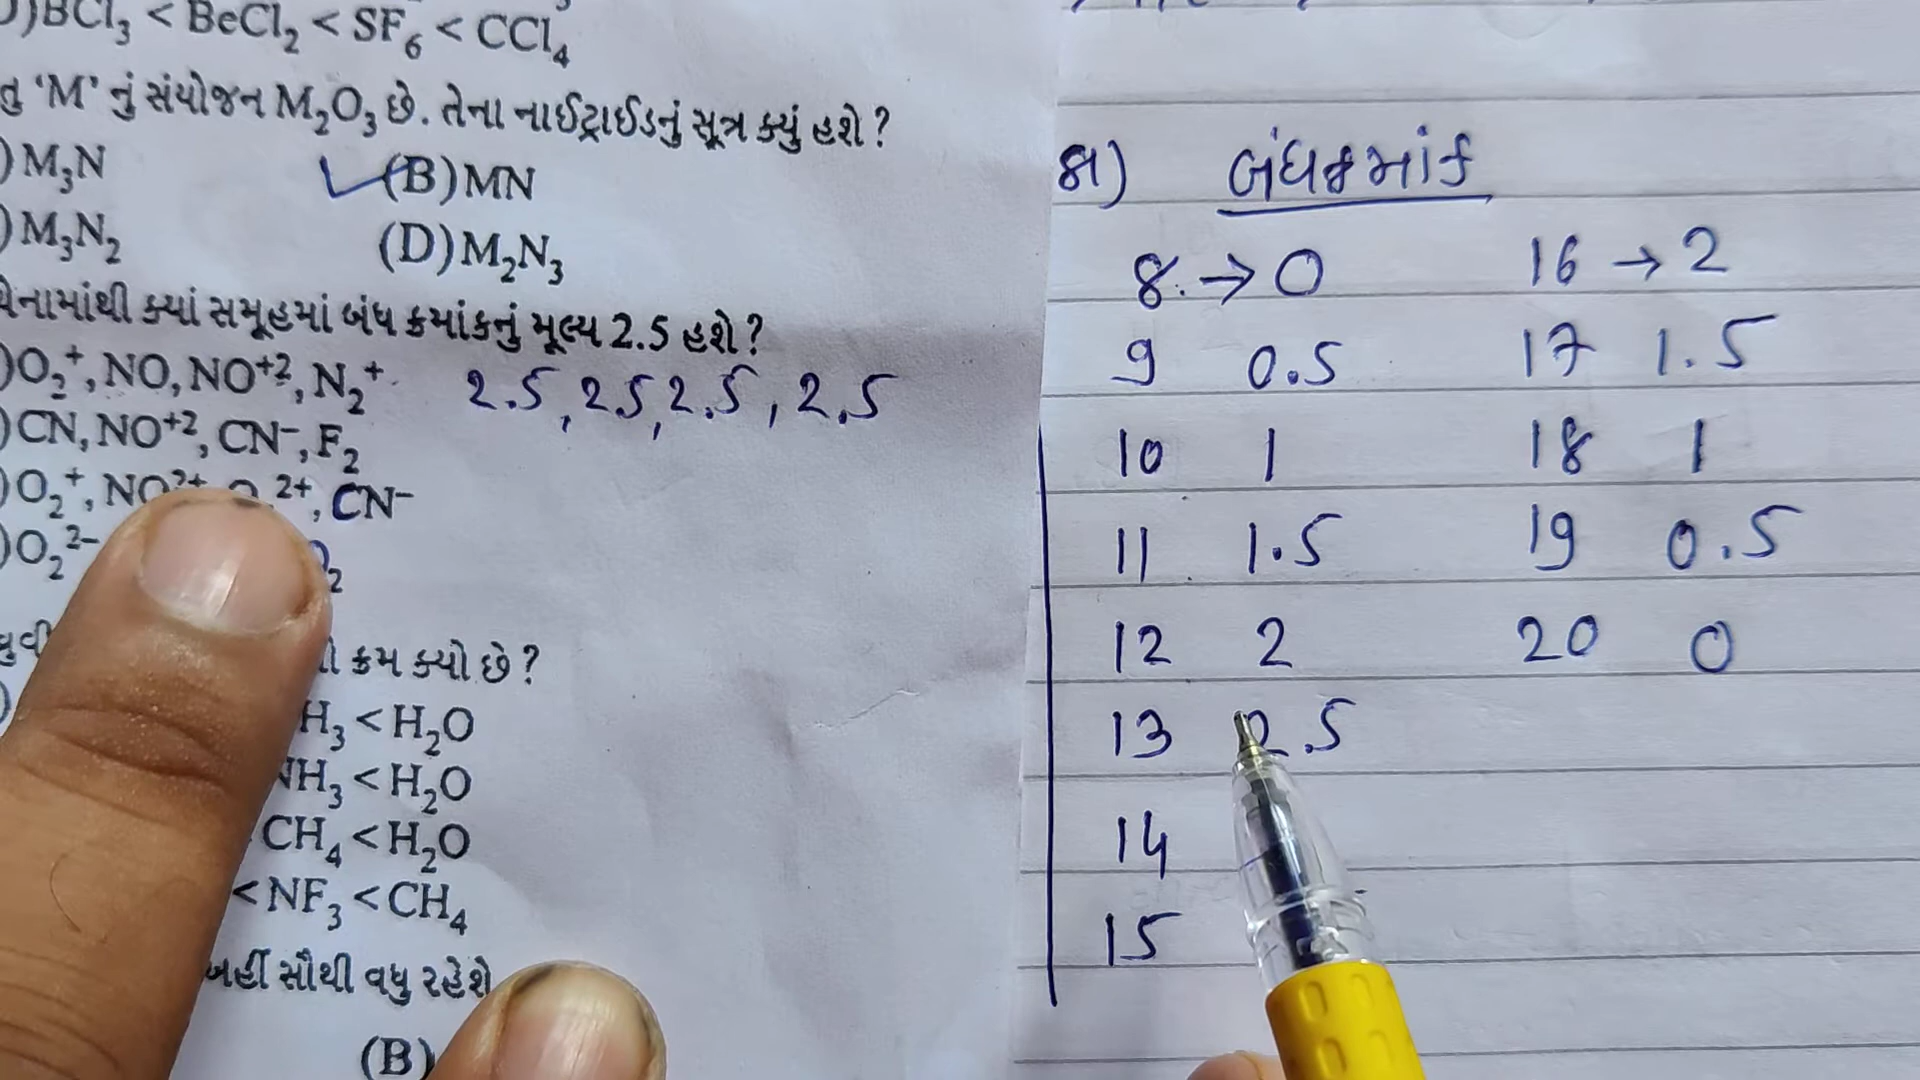 )BCl₃ < BeCl₂ < SF₆ < CCl₄
તુ ‘M’ નું સંયોજન M₂O₃ છે. તેના નાઈટ્રાઈડનું સૂત્ર ક્યું હશે ?
)M₃N (B)MN
)M₃N₂ (D)M₂N₃
ચેનામાંથી ક્યાં સમૂહમાં બંધ ક્રમાંકનું મૂલ્ય 2.5 હશે ?
)O₂⁺, NO, NO⁺², N₂⁺ 2.5, 2.5, 2.5, 2.5
)CN, NO⁺², CN⁻, F₂
)O₂⁺, NO²⁺, ²⁺, CN⁻
)O₂²⁻ ₂
ક્રમ ક્યો છે ?
H₃ < H₂O
NH₃ < H₂O
CH₄ < H₂O
< NF₃ < CH₄
અહીં સૌથી વધુ રહેશે
(B)
બંધક્રમાંક
8. → 0 16 → 2
9 0.5 17 1.5
10 1 18 1
11 1.5 19 0.5
12 2 20 0
13 2.5
14
15